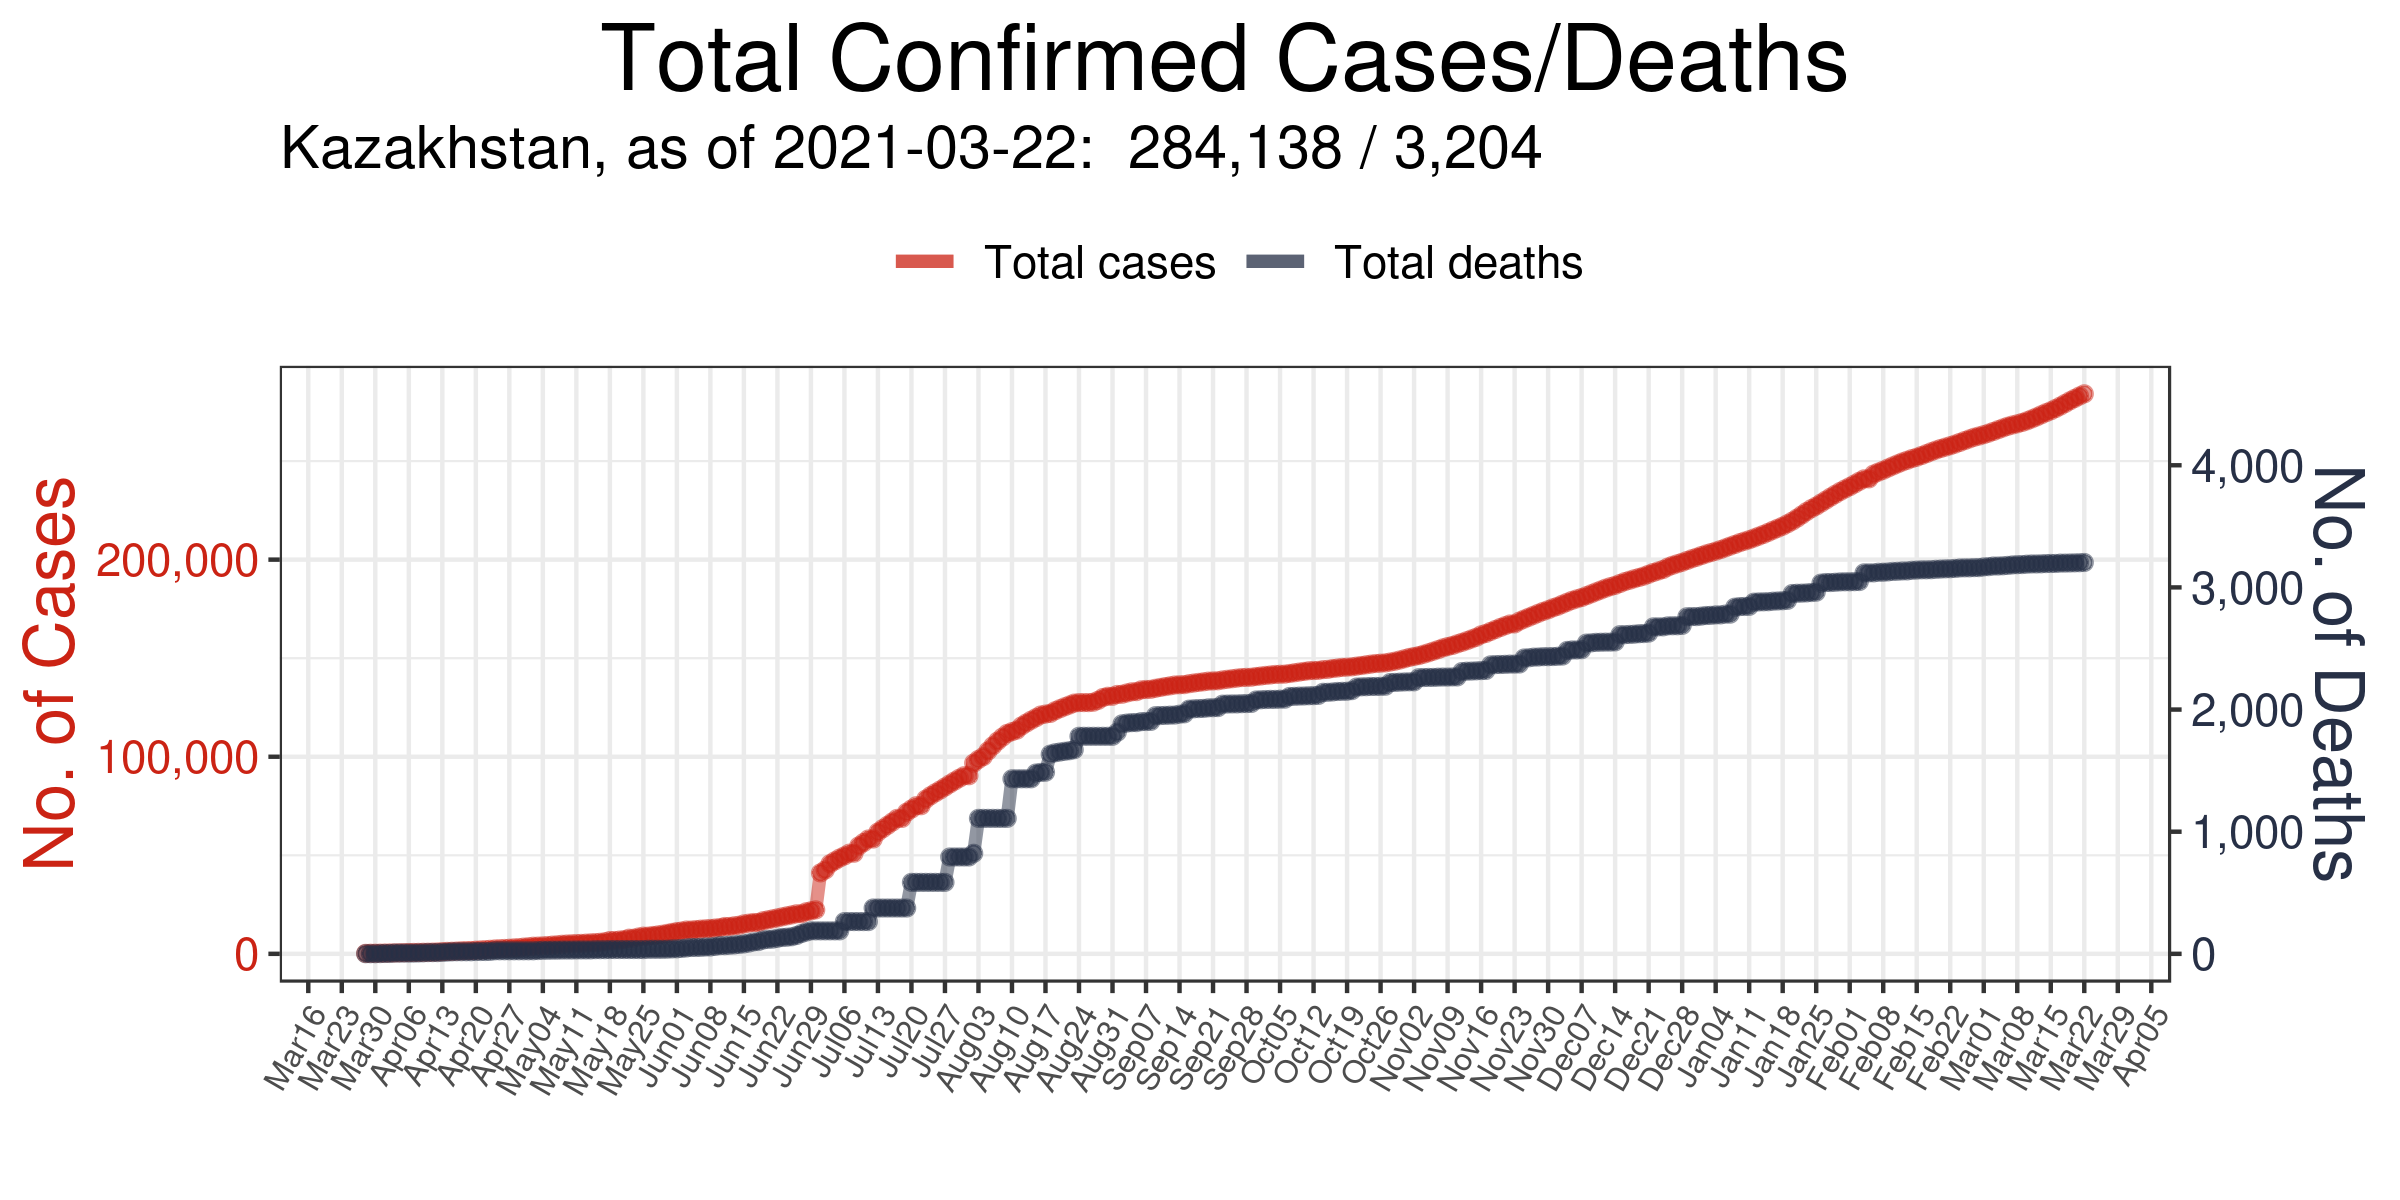 Total Confirmed Cases/Deaths
Kazakhstan, as of 2021-03-22:  284,138 / 3,204
Total cases
Total deaths
No. of Cases
200,000
100,000
0
4,000
3,000
2,000
1,000
0
No. of Deaths
Mar16
Mar23
Mar30
Apr06
Apr13
Apr20
Apr27
May04
May11
May18
May25
Jun01
Jun08
Jun15
Jun22
Jun29
Jul06
Jul13
Jul20
Jul27
Aug03
Aug10
Aug17
Aug24
Aug31
Sep07
Sep14
Sep21
Sep28
Oct05
Oct12
Oct19
Oct26
Nov02
Nov09
Nov16
Nov23
Nov30
Dec07
Dec14
Dec21
Dec28
Jan04
Jan11
Jan18
Jan25
Feb01
Feb08
Feb15
Feb22
Mar01
Mar08
Mar15
Mar22
Mar29
Apr05